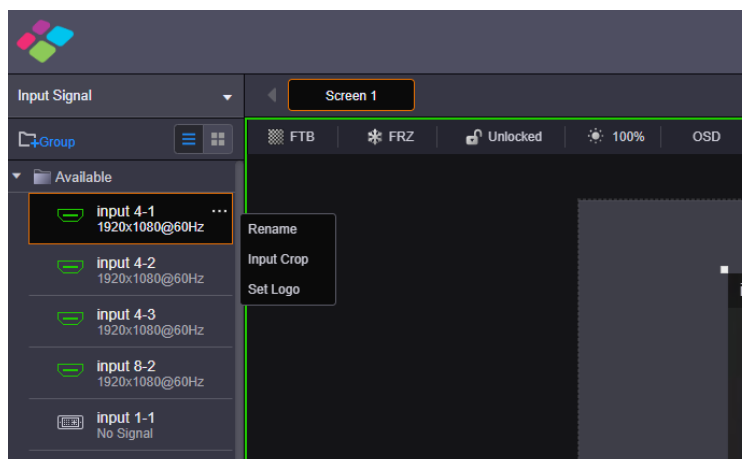 Input Signal
Screen 1
Group
FTB
FRZ
Unlocked
100%
OSD
Available
input 4-1
1920x1080@60Hz
Rename
Input Crop
Set Logo
input 4-2
1920x1080@60Hz
input 4-3
1920x1080@60Hz
input 8-2
1920x1080@60Hz
input 1-1
No Signal